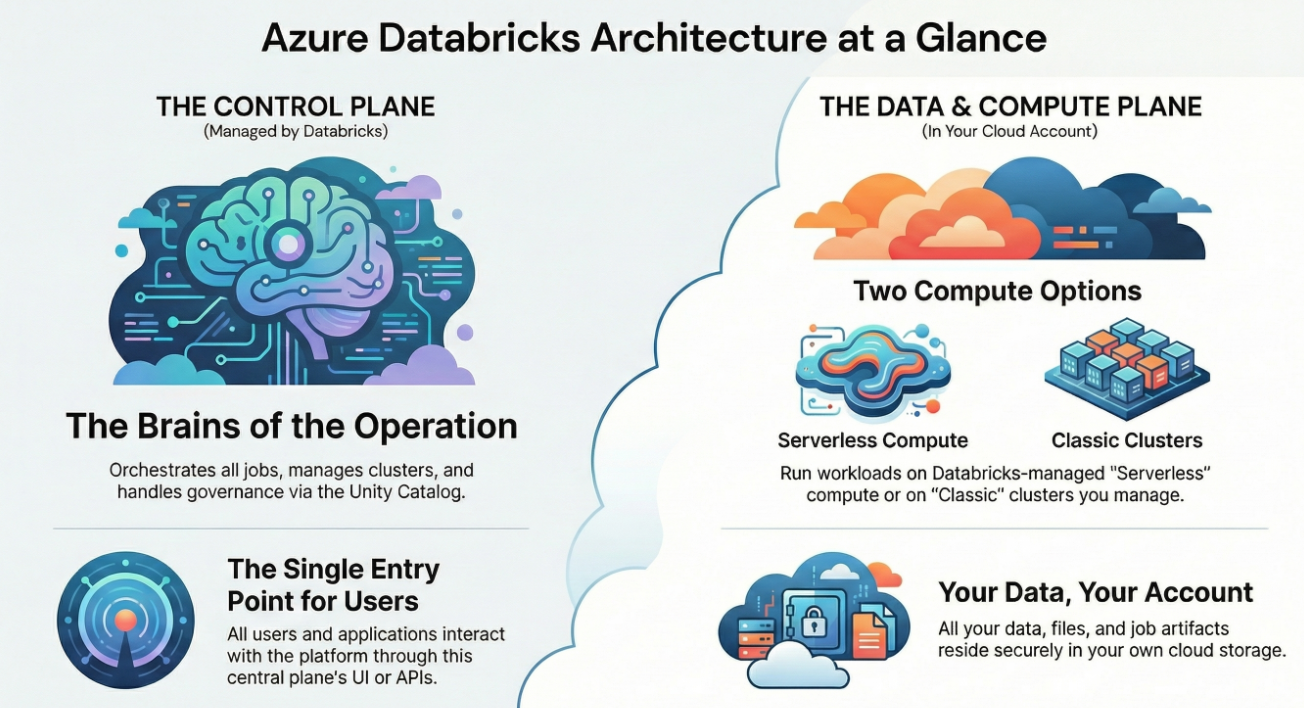 Azure Databricks Architecture at a Glance
THE CONTROL PLANE
(Managed by Databricks)
The Brains of the Operation
Orchestrates all jobs, manages clusters, and
handles governance via the Unity Catalog.
The Single Entry
Point for Users
All users and applications interact
with the platform through this
central plane's UI or APIs.
THE DATA & COMPUTE PLANE
(In Your Cloud Account)
Two Compute Options
Serverless Compute
Classic Clusters
Run workloads on Databricks-managed "Serverless"
compute or on "Classic" clusters you manage.
Your Data, Your Account
All your data, files, and job artifacts
reside securely in your own cloud storage.